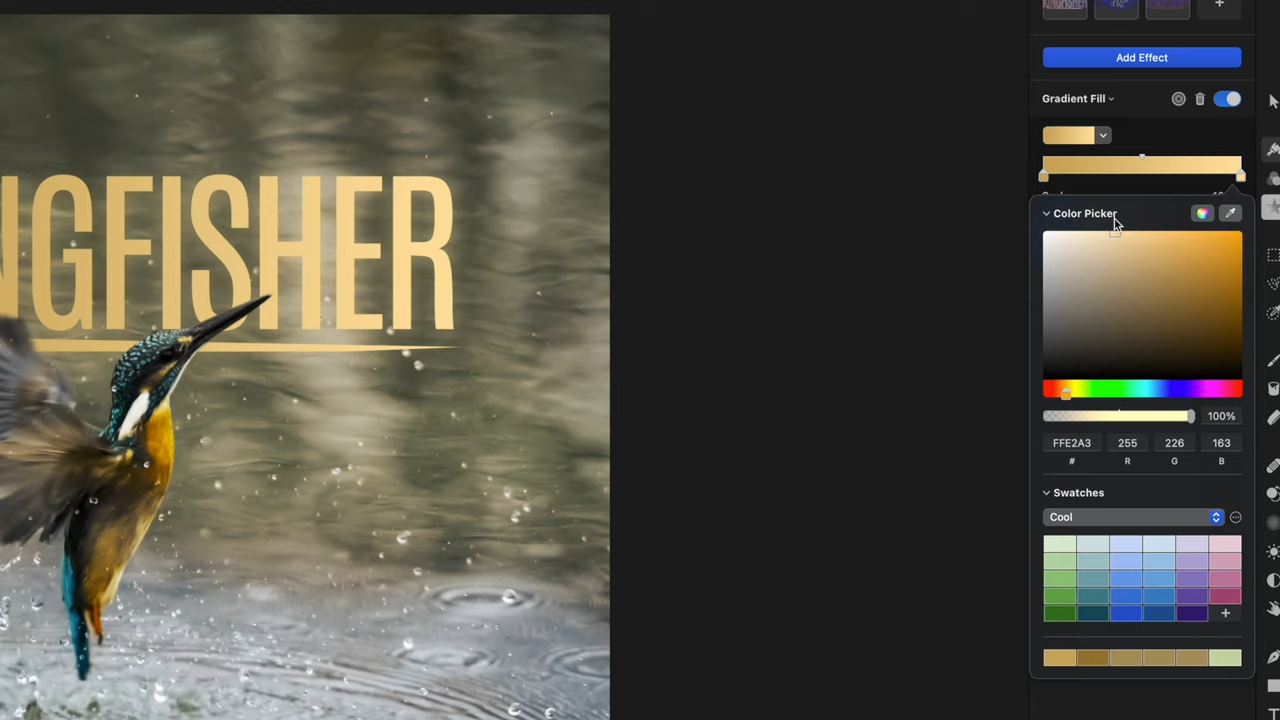 Add Effect
Gradient Fill
NGFISHER
Color Picker
100%
FFE2A3 255 226 163
# R G B
Swatches
Cool